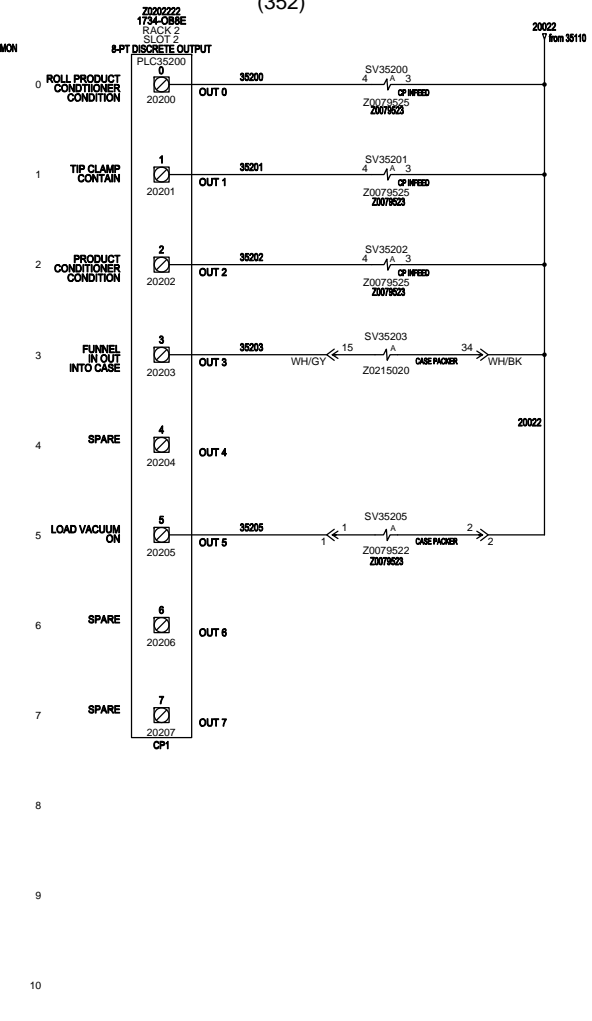 (352)
Z0202222
1734-OB8E
RACK 2
SLOT 2
8-PT DISCRETE OUTPUT
PLC35200
20022
from 35110
MON
0
ROLL PRODUCT
CONDTIIONER
CONDITION
0
20200
OUT 0
35200
SV35200
4 A 3
CP INFEED
Z0079525
Z0079523
1
TIP CLAMP
CONTAIN
1
20201
OUT 1
35201
SV35201
4 A 3
CP INFEED
Z0079525
Z0079523
2
PRODUCT
CONDITIONER
CONDITION
2
20202
OUT 2
35202
SV35202
4 A 3
CP INFEED
Z0079525
Z0079523
3
FUNNEL
IN OUT
INTO CASE
3
20203
OUT 3
35203
WH/GY
15
SV35203
A
34
CASE PACKER
WH/BK
Z0215020
20022
4
SPARE
4
20204
OUT 4
5
LOAD VACUUM
ON
5
20205
OUT 5
35205
1
1
SV35205
A
2
CASE PACKER
2
Z0079522
Z0079523
6
SPARE
6
20206
OUT 6
7
SPARE
7
20207
OUT 7
CP1
8
9
10